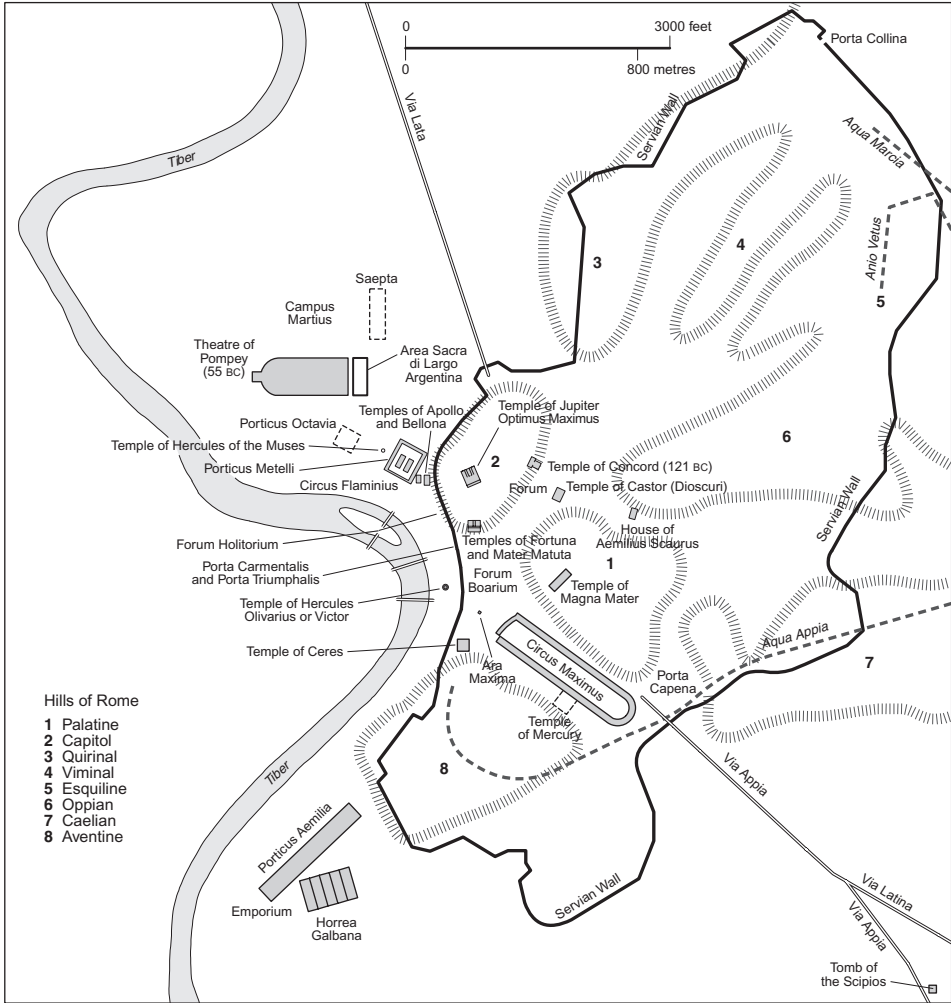 0
3000 feet
0
800 metres
Porta Collina
Via Lata
Servian Wall
Tiber
Aqua Marcia
Anio Vetus
3
4
5
Saepta
Campus
Martius
Theatre of
Pompey
(55 BC)
Area Sacra
di Largo
Argentina
Temples of Apollo
and Bellona
Temple of Jupiter
Optimus Maximus
Porticus Octavia
Temple of Hercules of the Muses
Porticus Metelli
Circus Flaminius
2
6
Temple of Concord (121 BC)
Forum
Temple of Castor (Dioscuri)
Servian Wall
House of
Aemilius Scaurus
Forum Holitorium
Temples of Fortuna
and Mater Matuta
Porta Carmentalis
and Porta Triumphalis
Forum
Boarium
1
Temple of
Magna Mater
Temple of Hercules
Olivarius or Victor
Temple of Ceres
Ara
Maxima
Circus Maximus
Aqua Appia
7
Porta
Capena
Temple
of Mercury
Hills of Rome
1 Palatine
2 Capitol
3 Quirinal
4 Viminal
5 Esquiline
6 Oppian
7 Caelian
8 Aventine
8
Tiber
Via Appia
Porticus Aemilia
Emporium
Horrea
Galbana
Servian Wall
Via Latina
Via Appia
Tomb of
the Scipios